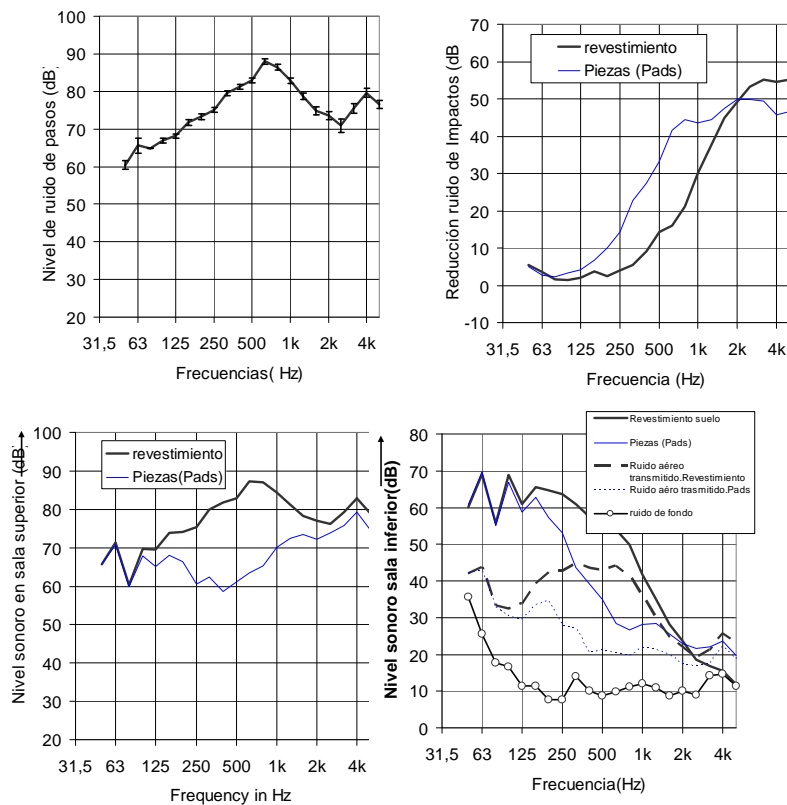 Nivel de ruido de pasos (dB)
100
90
80
70
60
50
40
30
20
31,5 63 125 250 500 1k 2k 4k
Frecuencias( Hz)
Reducción ruido de Impactos (dB
70
60
50
40
30
20
10
0
-10
revestimiento
Piezas (Pads)
31,5 63 125 250 500 1k 2k 4k
Frecuencia (Hz)
Nivel sonoro en sala superior (dB)
100
90
80
70
60
50
40
30
20
revestimiento
Piezas(Pads)
31,5 63 125 250 500 1k 2k 4k
Frequency in Hz
Nivel sonoro sala inferior(dB)
80
70
60
50
40
30
20
10
0
Revestimiento suelo
Piezas (Pads)
Ruido aéreo
transmitido.Revestimiento
Ruido aéro trasmitido.Pads
ruido de fondo
31,5 63 125 250 500 1k 2k 4k
Frecuencia(Hz)